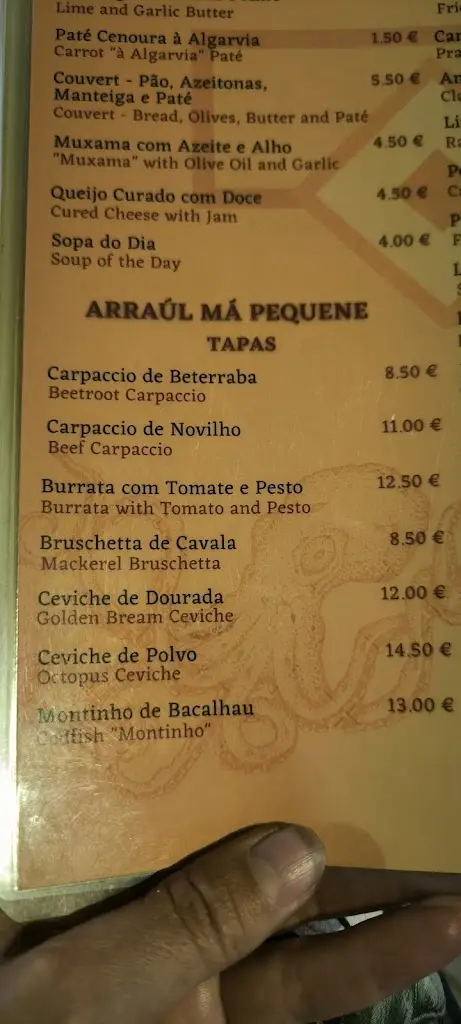 Lime and Garlic Butter
Paté Cenoura à Algarvia 1.50 €
Carrot "à Algarvia" Paté
Couvert - Pão, Azeitonas, 5.50 €
Manteiga e Paté
Couvert - Bread, Olives, Butter and Paté
Muxama com Azeite e Alho 4.50 €
"Muxama" with Olive Oil and Garlic
Queijo Curado com Doce 4.50 €
Cured Cheese with Jam
Sopa do Dia 4.00 €
Soup of the Day
ARRAÚL MÁ PEQUENE
TAPAS
Carpaccio de Beterraba 8.50 €
Beetroot Carpaccio
Carpaccio de Novilho 11.00 €
Beef Carpaccio
Burrata com Tomate e Pesto 12.50 €
Burrata with Tomato and Pesto
Bruschetta de Cavala 8.50 €
Mackerel Bruschetta
Ceviche de Dourada 12.00 €
Golden Bream Ceviche
Ceviche de Polvo 14.50 €
Octopus Ceviche
Montinho de Bacalhau 13.00 €
Codfish "Montinho"